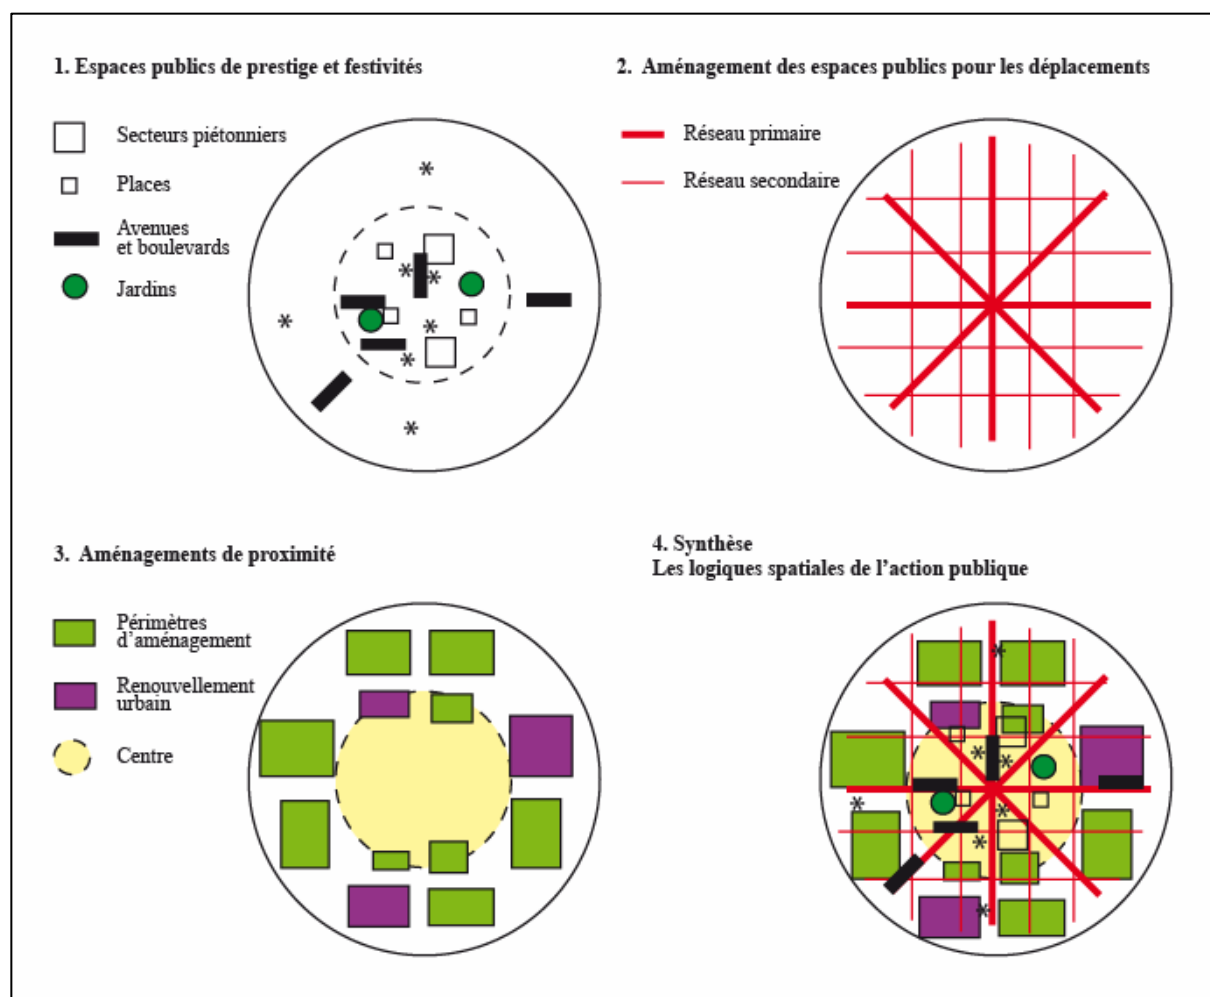 1. Espaces publics de prestige et festivités
Secteurs piétonniers
Places
Avenues
et boulevards
Jardins
2. Aménagement des espaces publics pour les déplacements
Réseau primaire
Réseau secondaire
3. Aménagements de proximité
Périmètres
d'aménagement
Renouvellement
urbain
Centre
4. Synthèse
Les logiques spatiales de l'action publique